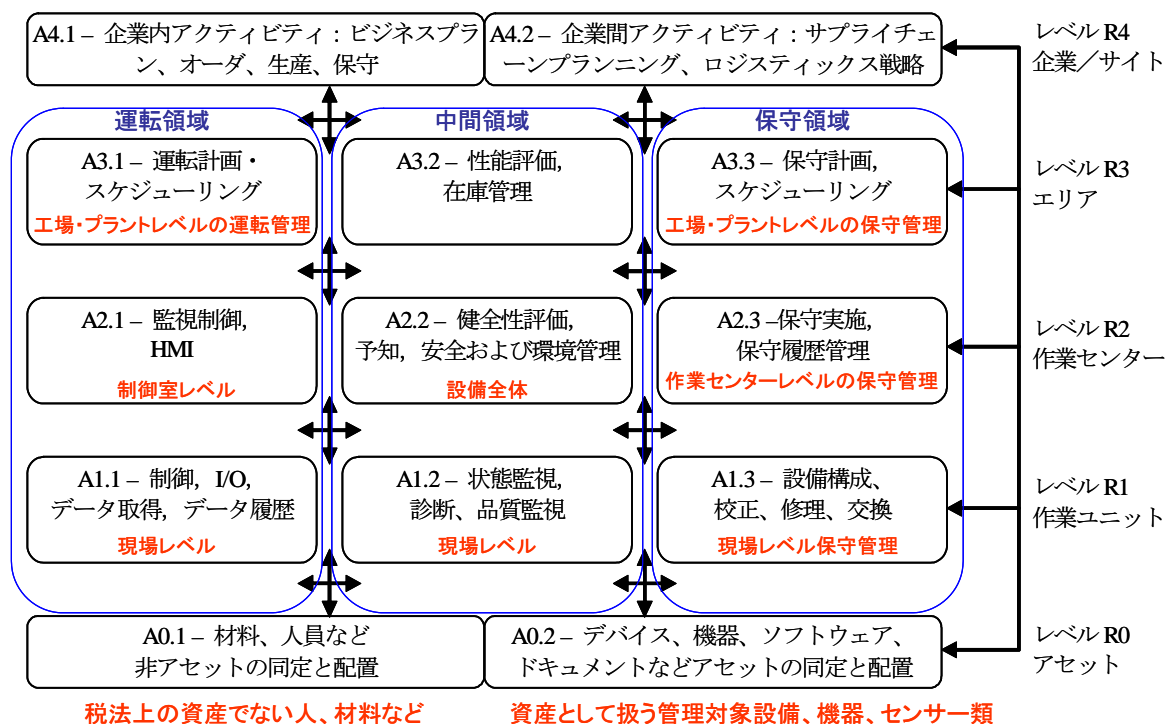 A4.1 – 企業内アクティビティ：ビジネスプラ
ン、オーダ、生産、保守
A4.2 – 企業間アクティビティ：サプライチェ
ーンプランニング、ロジスティックス戦略
レベル R4
企業／サイト
運転領域
中間領域
保守領域
A3.1 – 運転計画・
スケジューリング
工場・プラントレベルの運転管理
A3.2 – 性能評価,
在庫管理
A3.3 – 保守計画,
スケジューリング
工場・プラントレベルの保守管理
レベル R3
エリア
A2.1 – 監視制御,
HMI
制御室レベル
A2.2 – 健全性評価,
予知，安全および環境管理
設備全体
A2.3 –保守実施,
保守履歴管理
作業センターレベルの保守管理
レベル R2
作業センター
A1.1 – 制御, I/O,
データ取得, データ履歴
現場レベル
A1.2 – 状態監視,
診断、品質監視
現場レベル
A1.3 – 設備構成、
校正、修理、交換
現場レベル保守管理
レベル R1
作業ユニット
A0.1 – 材料、人員など
非アセットの同定と配置
A0.2 – デバイス、機器、ソフトウェア、
ドキュメントなどアセットの同定と配置
レベル R0
アセット
税法上の資産でない人、材料など
資産として扱う管理対象設備、機器、センサー類